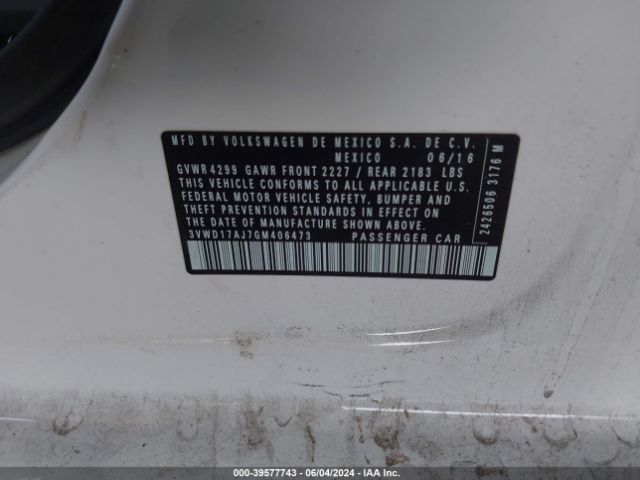 MFD BY VOLKSWAGEN DE MEXICO S.A. DE C.V.
MEXICO 06/16
GVWR 4299 GAWR FRONT 2227 / REAR 2183 LBS
THIS VEHICLE CONFORMS TO ALL APPLICABLE U.S.
FEDERAL MOTOR VEHICLE SAFETY, BUMPER AND
THEFT PREVENTION STANDARDS IN EFFECT ON
THE DATE OF MANUFACTURE SHOWN ABOVE.
3VWD17AJ7GM406473 PASSENGER CAR
2426506 3176 M
000-39577743 - 06/04/2024 - IAA Inc.